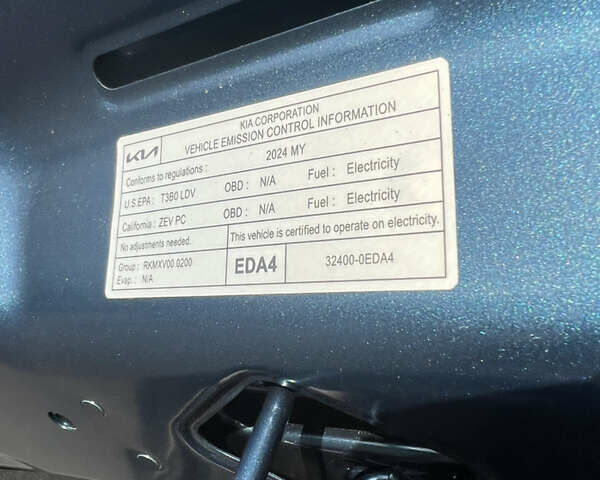 KIA CORPORATION
KIA VEHICLE EMISSION CONTROL INFORMATION
Conforms to regulations : 2024 MY
U.S.EPA : T3B0 LDV OBD : N/A Fuel : Electricity
California : ZEV PC OBD : N/A Fuel : Electricity
No adjustments needed. This vehicle is certified to operate on electricity.
Group : RKMXV00.0200
Evap.: N/A
EDA4 32400-0EDA4